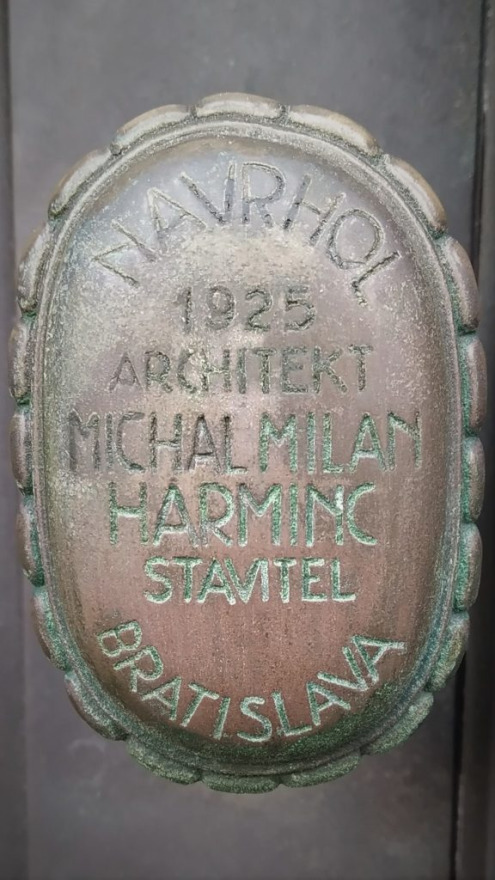 NAVRHOL
1925
ARCHITEKT
MICHAL MILAN
HARMINC
STAVITEL
BRATISLAVA